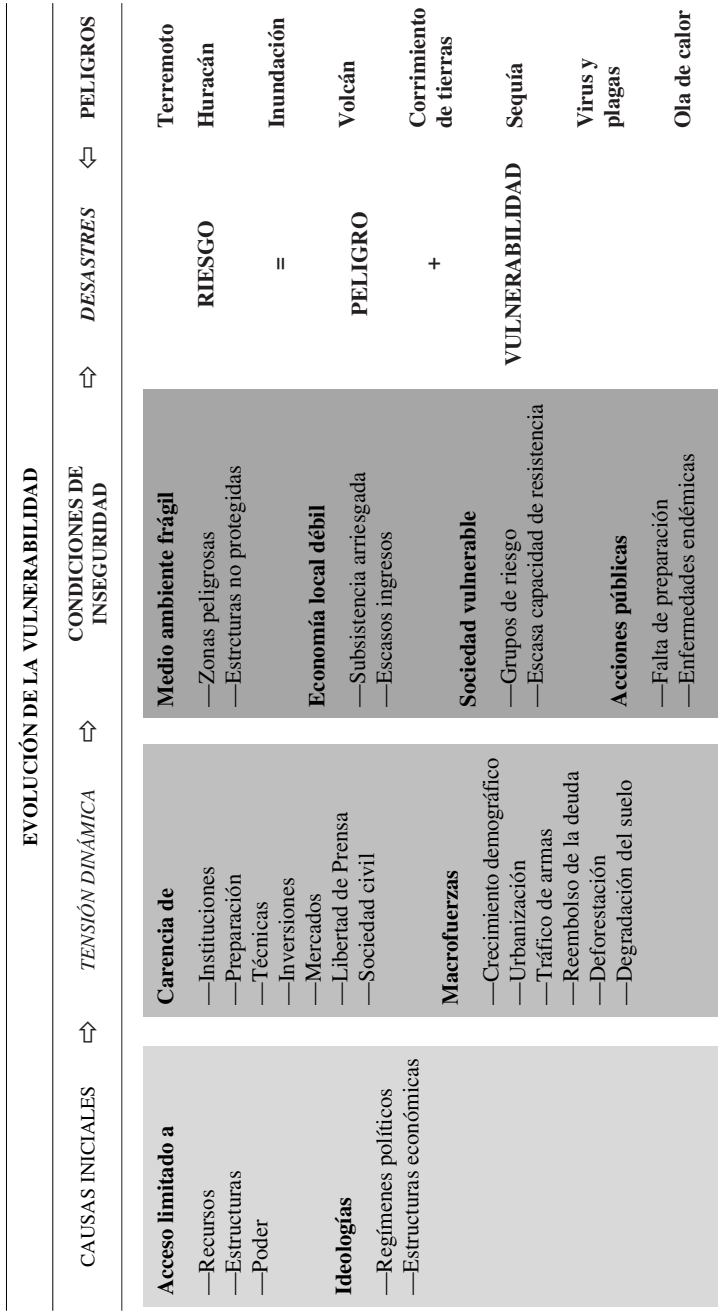 EVOLUCIÓN DE LA VULNERABILIDAD
CAUSAS INICIALES ⇨ TENSIÓN DINÁMICA ⇨ CONDICIONES DE
INSEGURIDAD ⇨ DESASTRES ⇦ PELIGROS
Acceso limitado a
—Recursos
—Estructuras
—Poder
Ideologías
—Regímenes políticos
—Estructuras económicas
Carencia de
—Instituciones
—Preparación
—Técnicas
—Inversiones
—Mercados
—Libertad de Prensa
—Sociedad civil
Macrofuerzas
—Crecimiento demográfico
—Urbanización
—Tráfico de armas
—Reembolso de la deuda
—Deforestación
—Degradación del suelo
Medio ambiente frágil
—Zonas peligrosas
—Estrcturas no protegidas
Economía local débil
—Subsistencia arriesgada
—Escasos ingresos
Sociedad vulnerable
—Grupos de riesgo
—Escasa capacidad de resistencia
Acciones públicas
—Falta de preparación
—Enfermedades endémicas
RIESGO
=
PELIGRO
+
VULNERABILIDAD
Terremoto
Huracán
Inundación
Volcán
Corrimiento
de tierras
Sequía
Virus y
plagas
Ola de calor